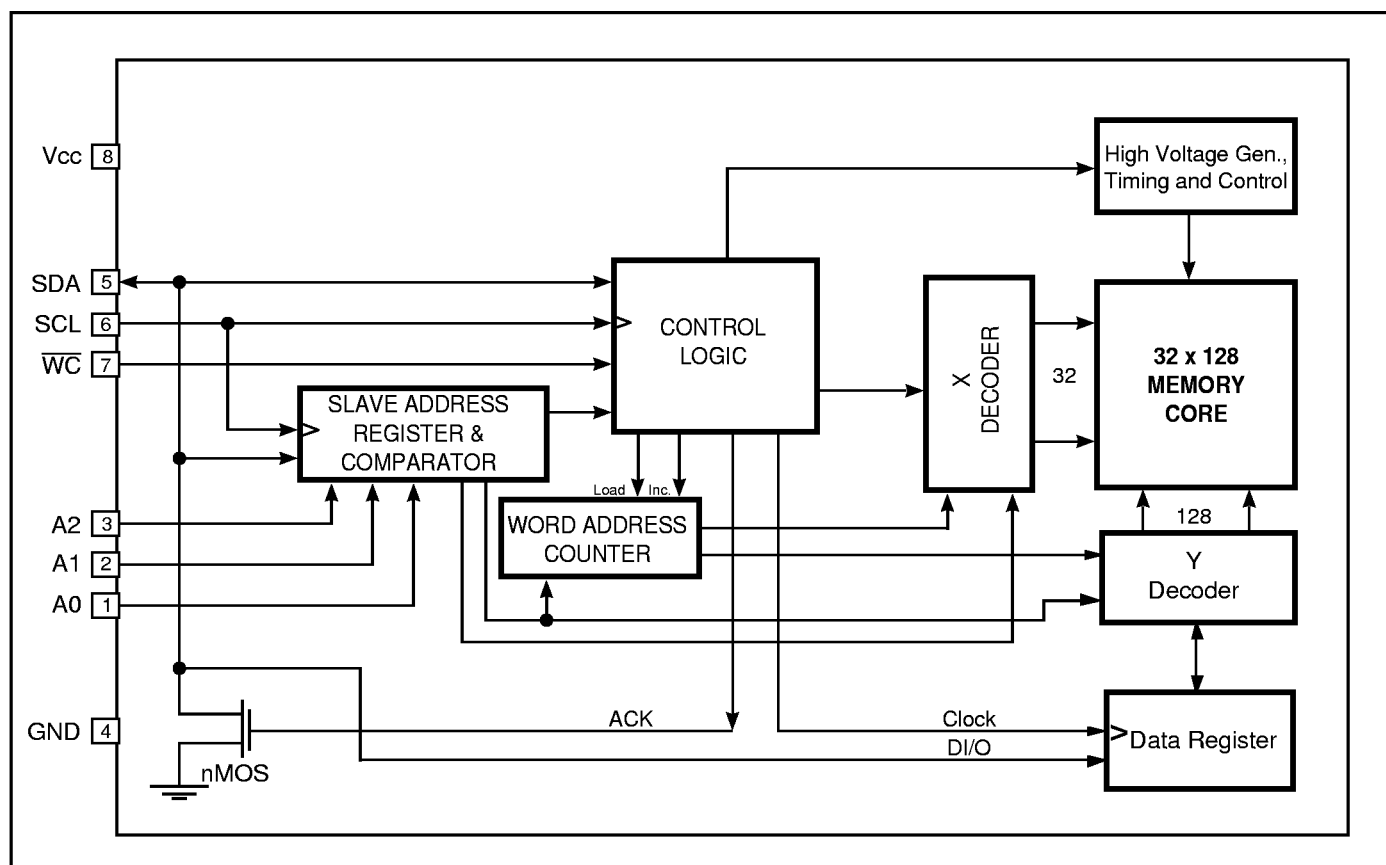 Vcc 8
High Voltage Gen.,
Timing and Control
SDA 5
SCL 6
W̅C̅ 7
CONTROL
LOGIC
X
DECODER
32
32 x 128
MEMORY
CORE
SLAVE ADDRESS
REGISTER &
COMPARATOR
Load Inc.
WORD ADDRESS
COUNTER
A2 3
A1 2
A0 1
128
Y
Decoder
GND 4
nMOS
ACK
Clock
DI/O
Data Register